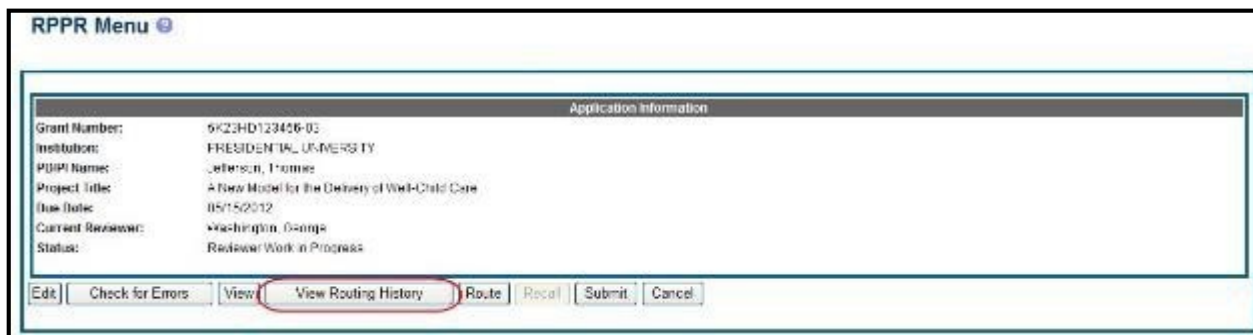 RPPR Menu
Application Information
Grant Number: 5K23HD123456-03
Institution: PRESIDENTIAL UNIVERSITY
PD/PI Name: Jefferson, Thomas
Project Title: A New Model for the Delivery of Well-Child Care
Due Date: 05/15/2012
Current Reviewer: Washington, George
Status: Reviewer Work in Progress
Edit Check for Errors View View Routing History Route Recall Submit Cancel